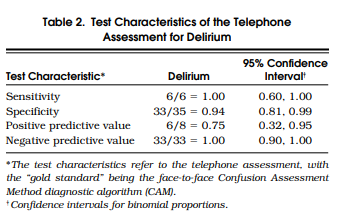 Table 2. Test Characteristics of the Telephone
Assessment for Delirium
95% Confidence
Test Characteristic* Delirium Interval†
Sensitivity 6/6 = 1.00 0.60, 1.00
Specificity 33/35 = 0.94 0.81, 0.99
Positive predictive value 6/8 = 0.75 0.32, 0.95
Negative predictive value 33/33 = 1.00 0.90, 1.00
*The test characteristics refer to the telephone assessment, with
the “gold standard” being the face-to-face Confusion Assessment
Method diagnostic algorithm (CAM).
†Confidence intervals for binomial proportions.